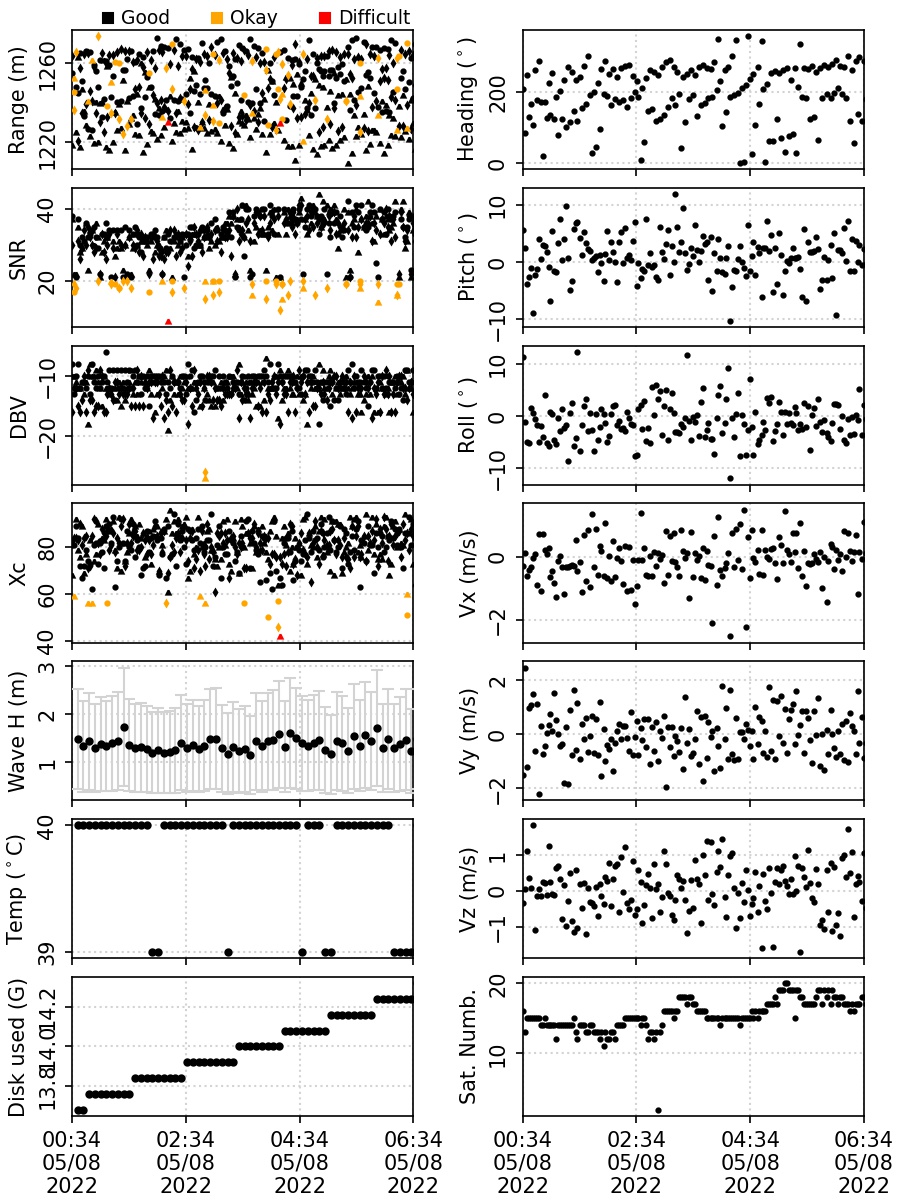 Good Okay Difficult
Range (m)
1260
1220
Heading (°)
200
0
SNR
40
20
Pitch (°)
10
0
−10
DBV
−10
−20
Roll (°)
10
0
−10
Xc
80
60
40
Vx (m/s)
0
−2
Wave H (m)
3
2
1
Vy (m/s)
2
0
−2
Temp (°C)
40
39
Vz (m/s)
1
0
−1
Disk used (G)
14.2
14.0
13.8
Sat. Numb.
20
10
00:34 02:34 04:34 06:34 00:34 02:34 04:34 06:34
05/08 05/08 05/08 05/08 05/08 05/08 05/08 05/08
2022 2022 2022 2022 2022 2022 2022 2022